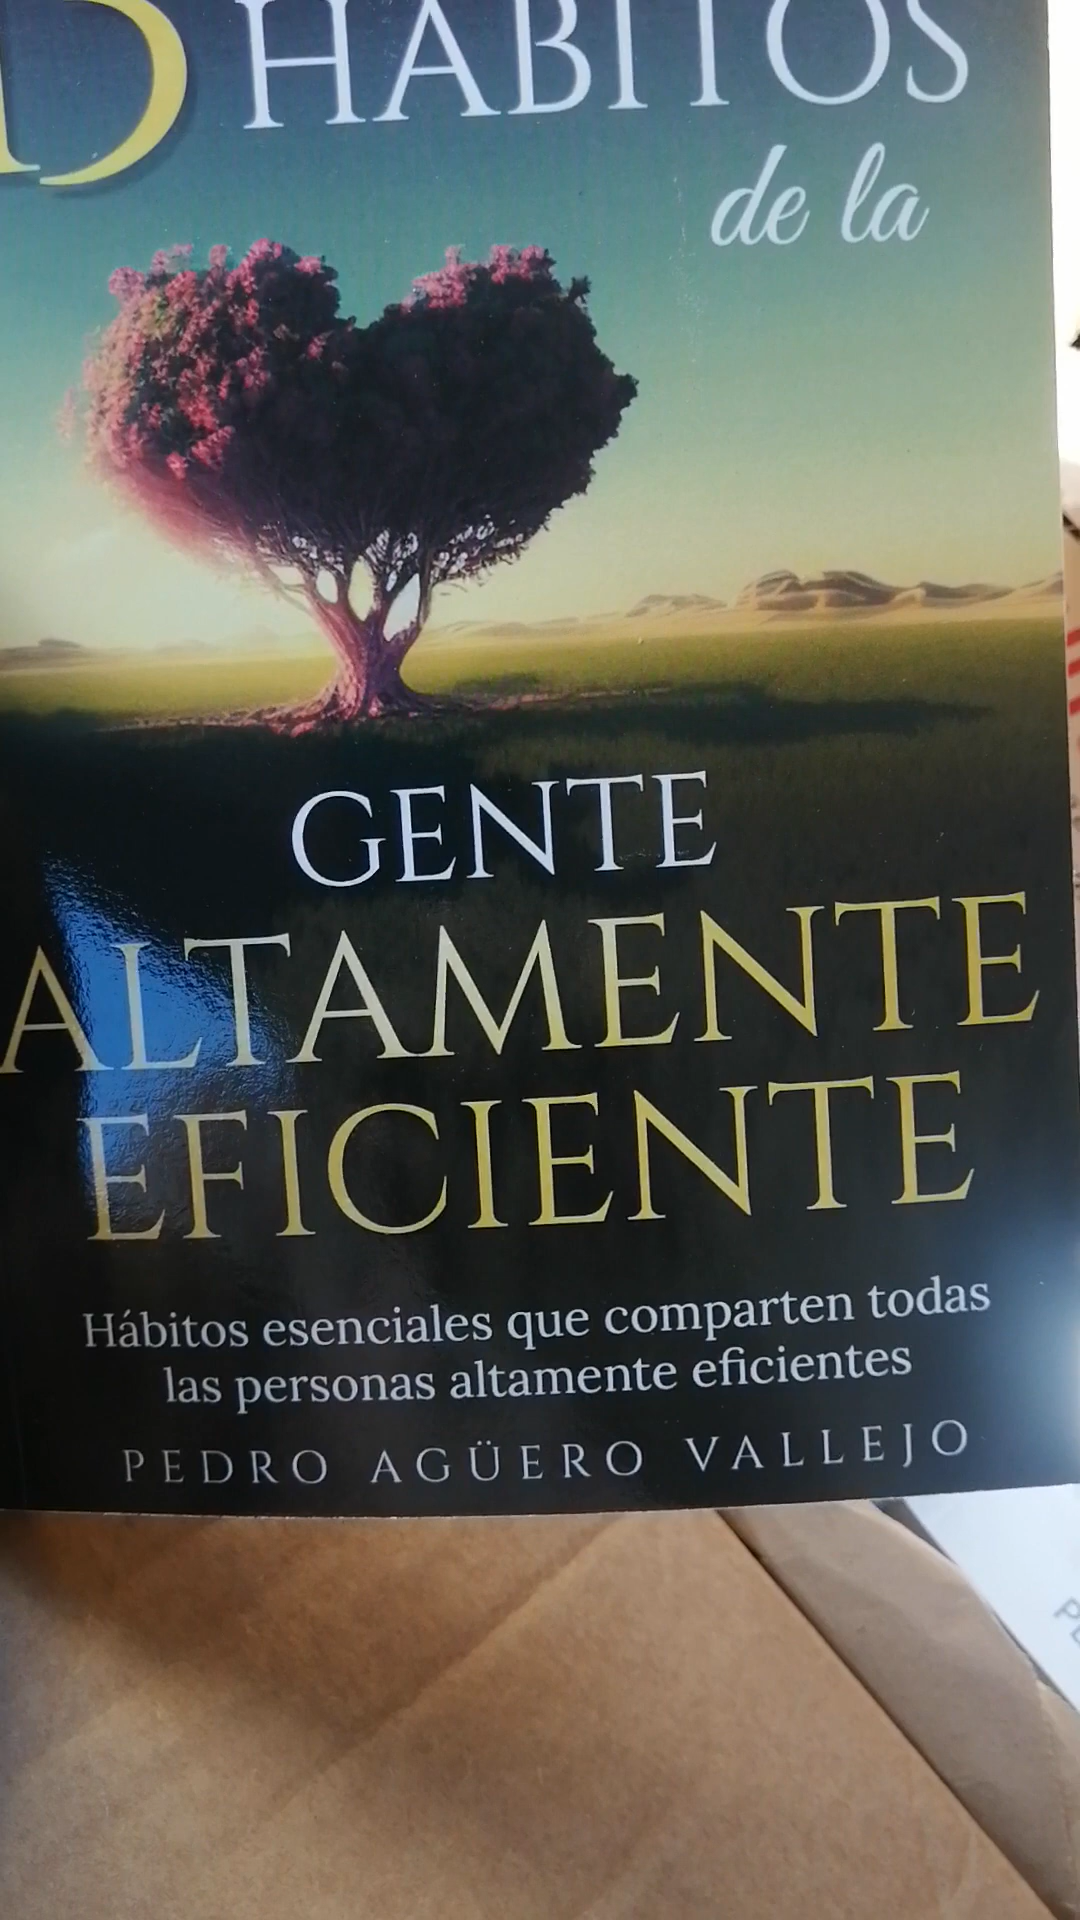 HÁBITOS
de la
GENTE
ALTAMENTE
EFICIENTE
Hábitos esenciales que comparten todas
las personas altamente eficientes
PEDRO AGÜERO VALLEJO